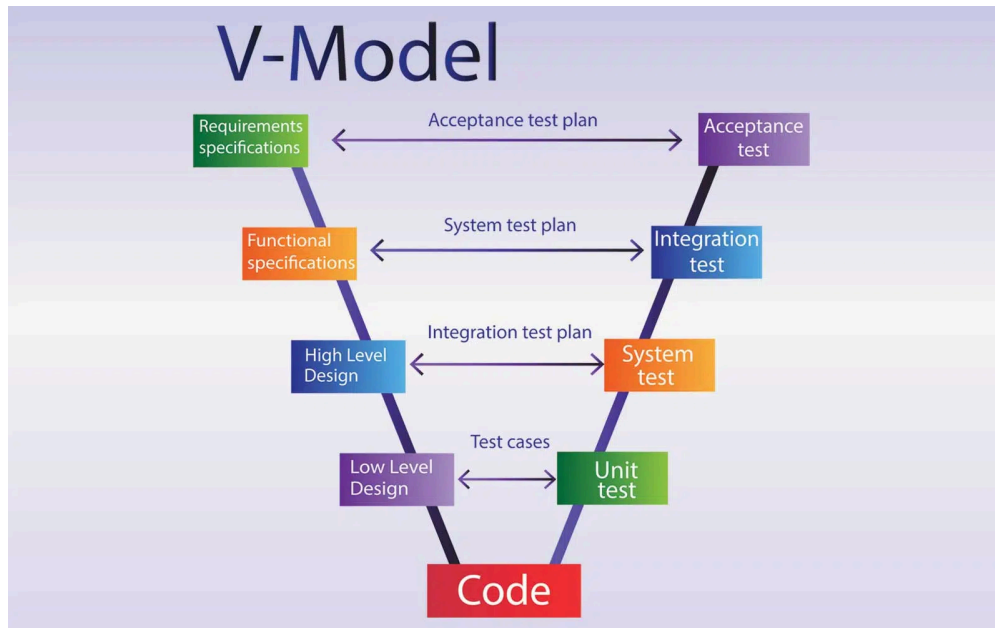 V-Model
Requirements
specifications
Acceptance test plan
Acceptance
test
Functional
specifications
System test plan
Integration
test
High Level
Design
Integration test plan
System
test
Low Level
Design
Test cases
Unit
test
Code